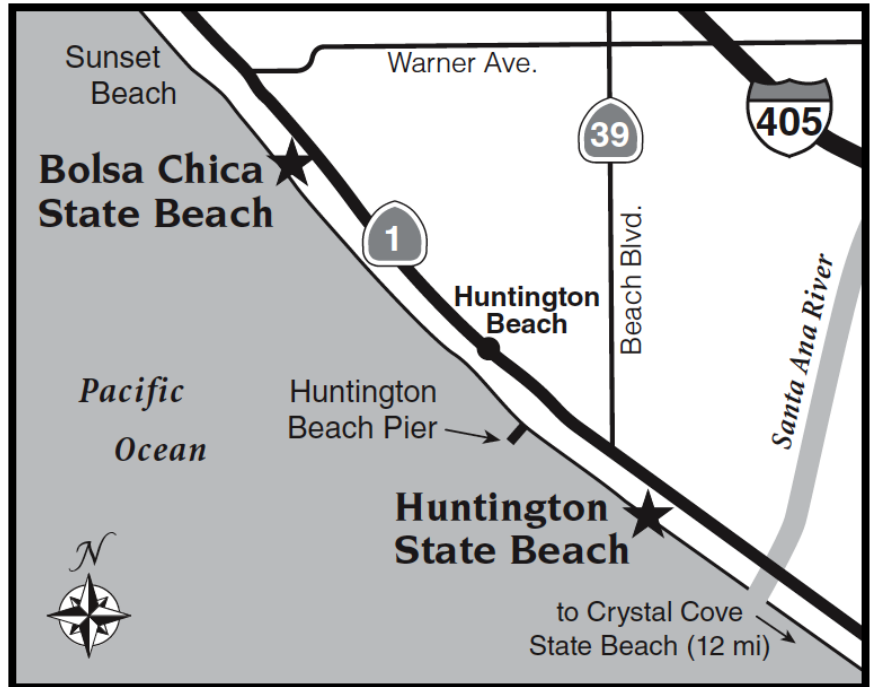 Sunset
Beach
Warner Ave.
405
39
Bolsa Chica
State Beach
1
Beach Blvd.
Santa Ana River
Huntington
Beach
Pacific
Ocean
Huntington
Beach Pier
Huntington
State Beach
N
to Crystal Cove
State Beach (12 mi)